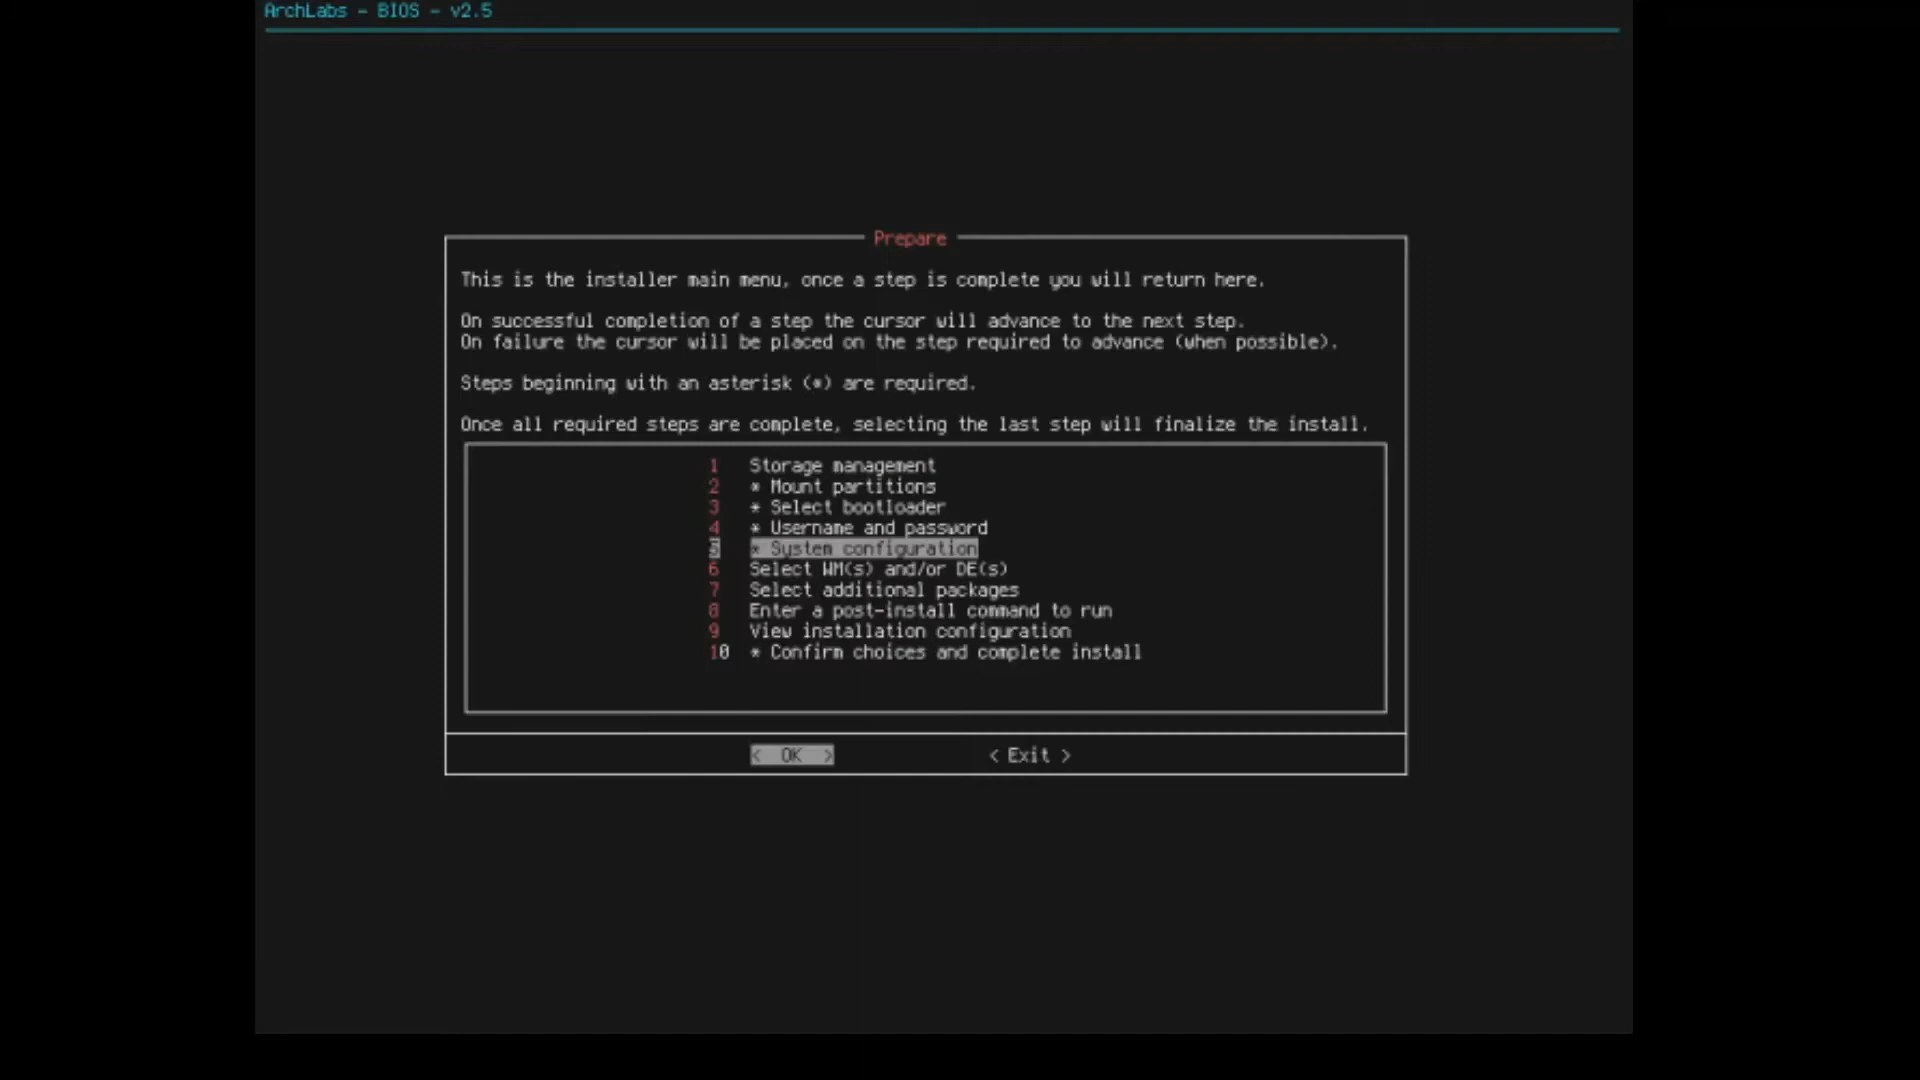 ArchLabs - BIOS - v2.5
Prepare
This is the installer main menu, once a step is complete you will return here.
On successful completion of a step the cursor will advance to the next step.
On failure the cursor will be placed on the step required to advance (when possible).
Steps beginning with an asterisk (*) are required.
Once all required steps are complete, selecting the last step will finalize the install.
1 Storage management
2 * Mount partitions
3 * Select bootloader
4 * Username and password
5 * System configuration
6 Select WM(s) and/or DE(s)
7 Select additional packages
8 Enter a post-install command to run
9 View installation configuration
10 * Confirm choices and complete install
< OK > < Exit >